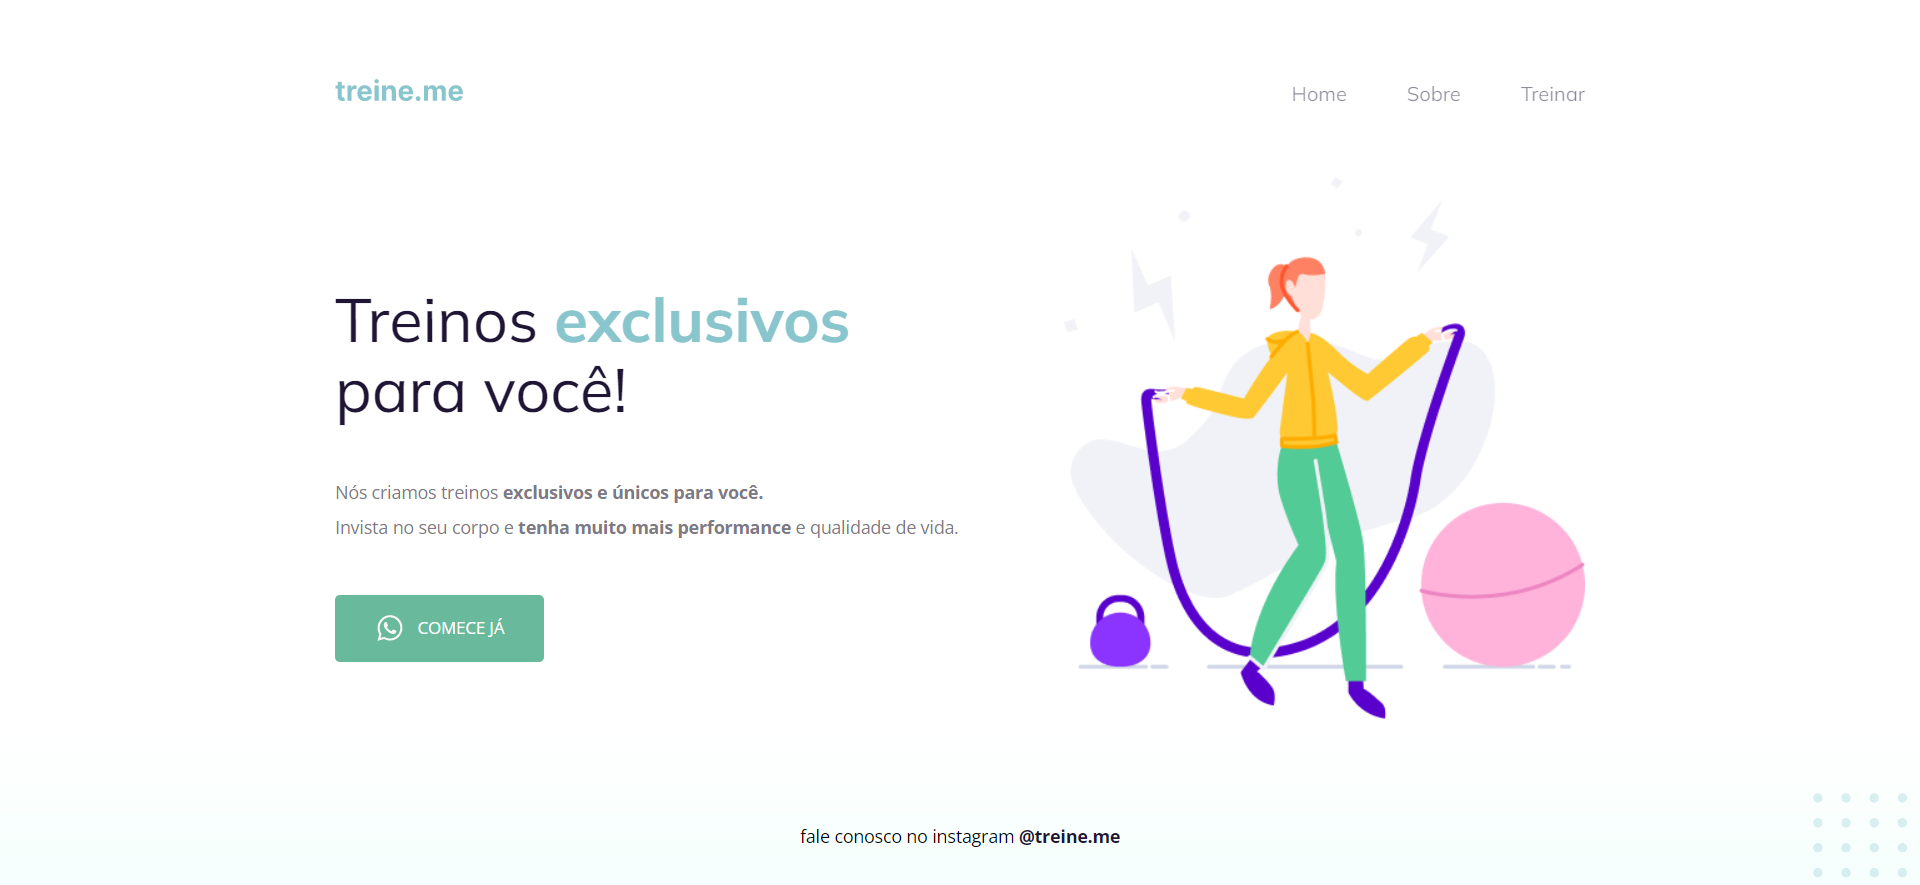 treine.me
Home Sobre Treinar
Treinos exclusivos
para você!
Nós criamos treinos exclusivos e únicos para você.
Invista no seu corpo e tenha muito mais performance e qualidade de vida.
COMECE JÁ
fale conosco no instagram @treine.me